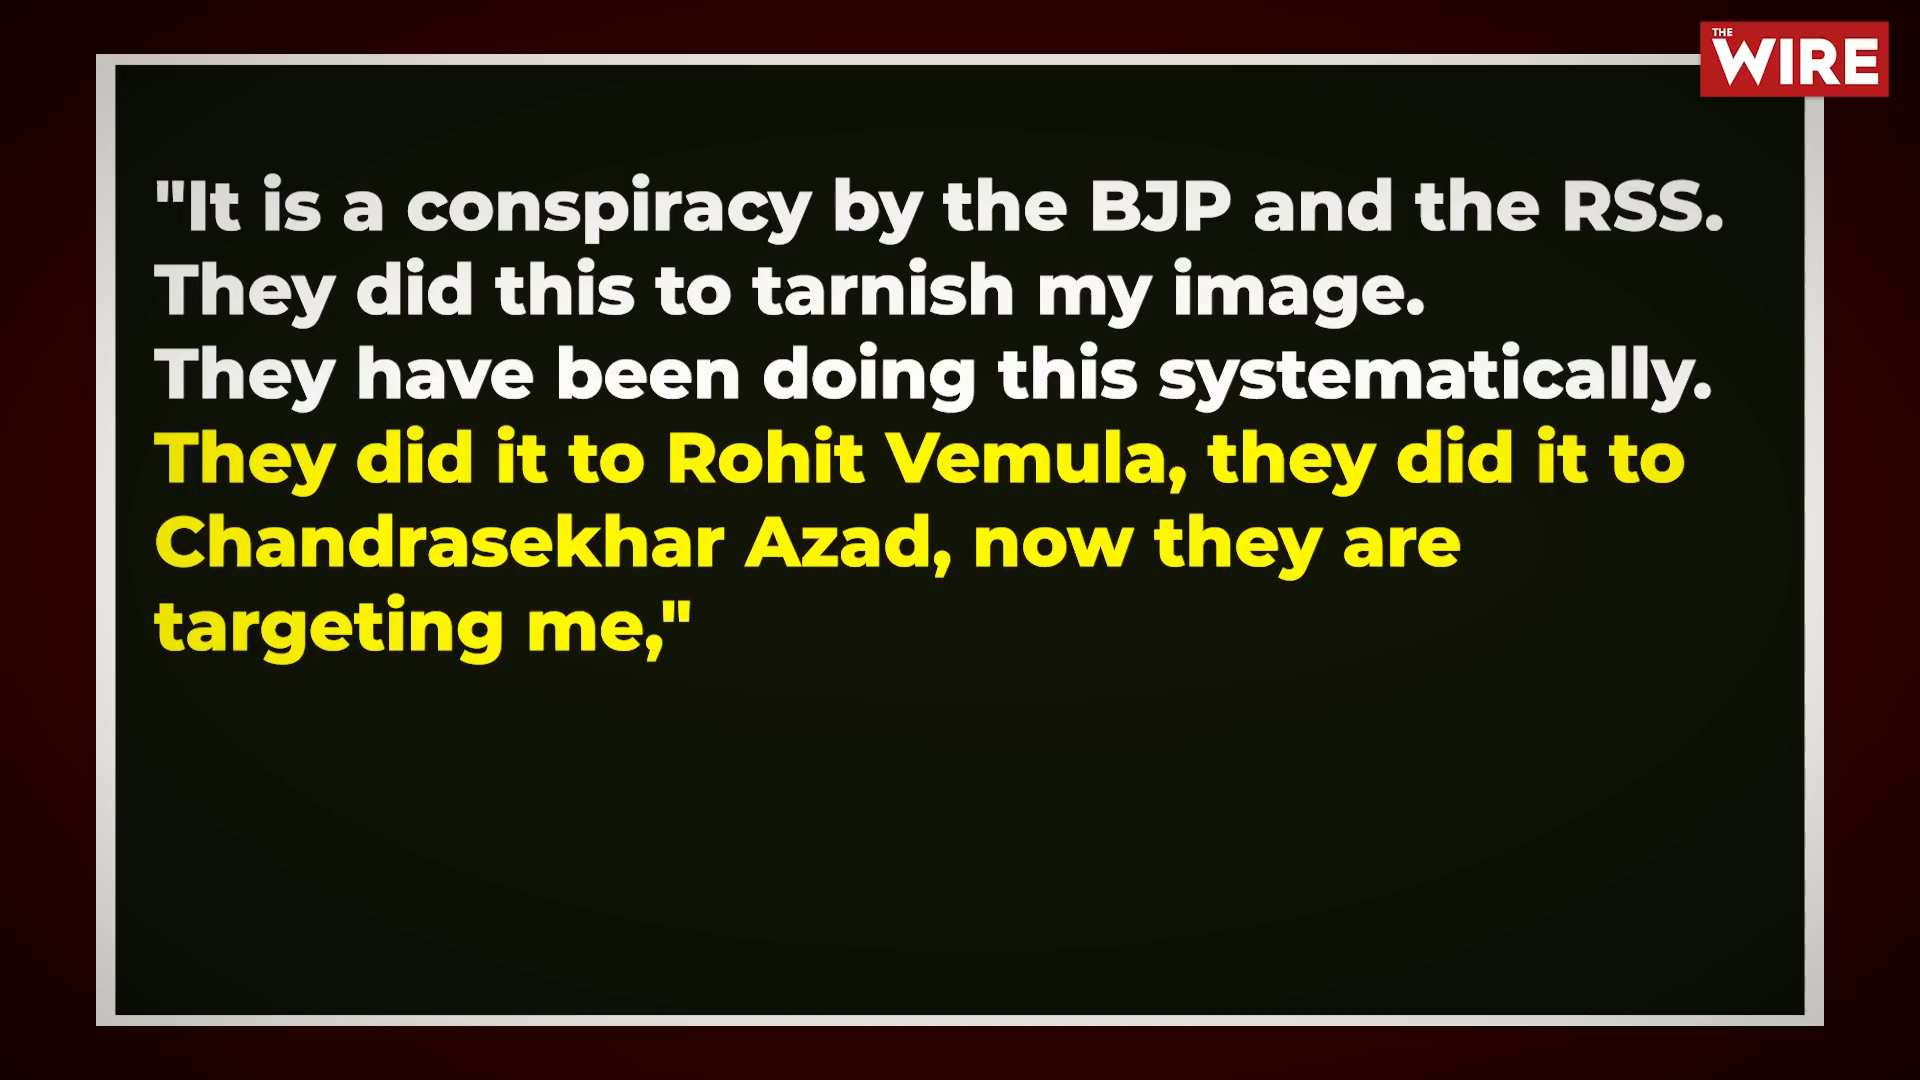 THE
WIRE
"It is a conspiracy by the BJP and the RSS.
They did this to tarnish my image.
They have been doing this systematically.
They did it to Rohit Vemula, they did it to
Chandrasekhar Azad, now they are
targeting me,"